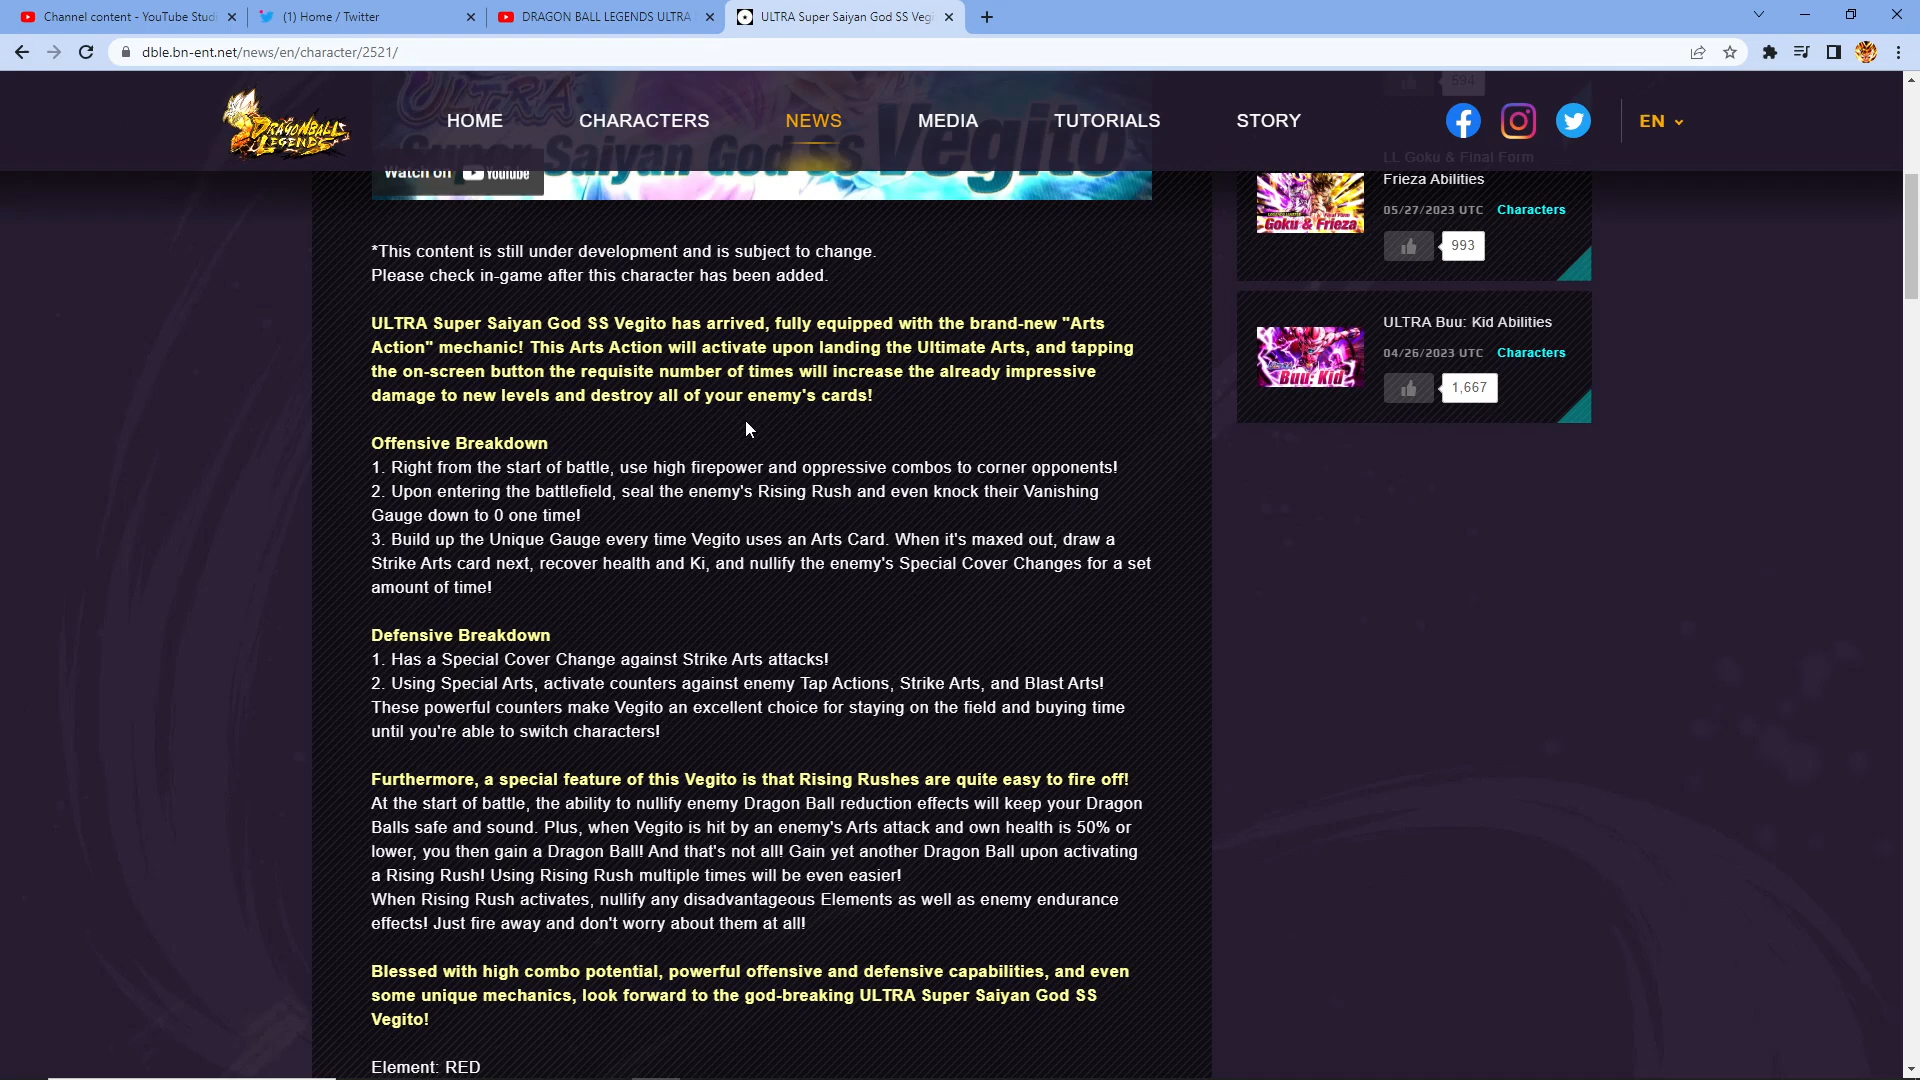 Channel content - YouTube Studi
(1) Home / Twitter
DRAGON BALL LEGENDS ULTRA
ULTRA Super Saiyan God SS Vegi
dble.bn-ent.net/news/en/character/2521/
DRAGONBALL
LEGENDS
HOME
CHARACTERS
NEWS
MEDIA
TUTORIALS
STORY
EN
594
ULTRA
Super Saiyan God SS Vegito
Watch on YouTube
*This content is still under development and is subject to change.
Please check in-game after this character has been added.
ULTRA Super Saiyan God SS Vegito has arrived, fully equipped with the brand-new "Arts
Action" mechanic! This Arts Action will activate upon landing the Ultimate Arts, and tapping
the on-screen button the requisite number of times will increase the already impressive
damage to new levels and destroy all of your enemy's cards!
Offensive Breakdown
1. Right from the start of battle, use high firepower and oppressive combos to corner opponents!
2. Upon entering the battlefield, seal the enemy's Rising Rush and even knock their Vanishing
Gauge down to 0 one time!
3. Build up the Unique Gauge every time Vegito uses an Arts Card. When it's maxed out, draw a
Strike Arts card next, recover health and Ki, and nullify the enemy's Special Cover Changes for a set
amount of time!
Defensive Breakdown
1. Has a Special Cover Change against Strike Arts attacks!
2. Using Special Arts, activate counters against enemy Tap Actions, Strike Arts, and Blast Arts!
These powerful counters make Vegito an excellent choice for staying on the field and buying time
until you're able to switch characters!
Furthermore, a special feature of this Vegito is that Rising Rushes are quite easy to fire off!
At the start of battle, the ability to nullify enemy Dragon Ball reduction effects will keep your Dragon
Balls safe and sound. Plus, when Vegito is hit by an enemy's Arts attack and own health is 50% or
lower, you then gain a Dragon Ball! And that's not all! Gain yet another Dragon Ball upon activating
a Rising Rush! Using Rising Rush multiple times will be even easier!
When Rising Rush activates, nullify any disadvantageous Elements as well as enemy endurance
effects! Just fire away and don't worry about them at all!
Blessed with high combo potential, powerful offensive and defensive capabilities, and even
some unique mechanics, look forward to the god-breaking ULTRA Super Saiyan God SS
Vegito!
Element: RED
LL Goku & Final Form
Frieza Abilities
05/27/2023 UTC Characters
993
Final Form
Goku & Frieza
ULTRA Buu: Kid Abilities
04/26/2023 UTC Characters
1,667
Buu: Kid